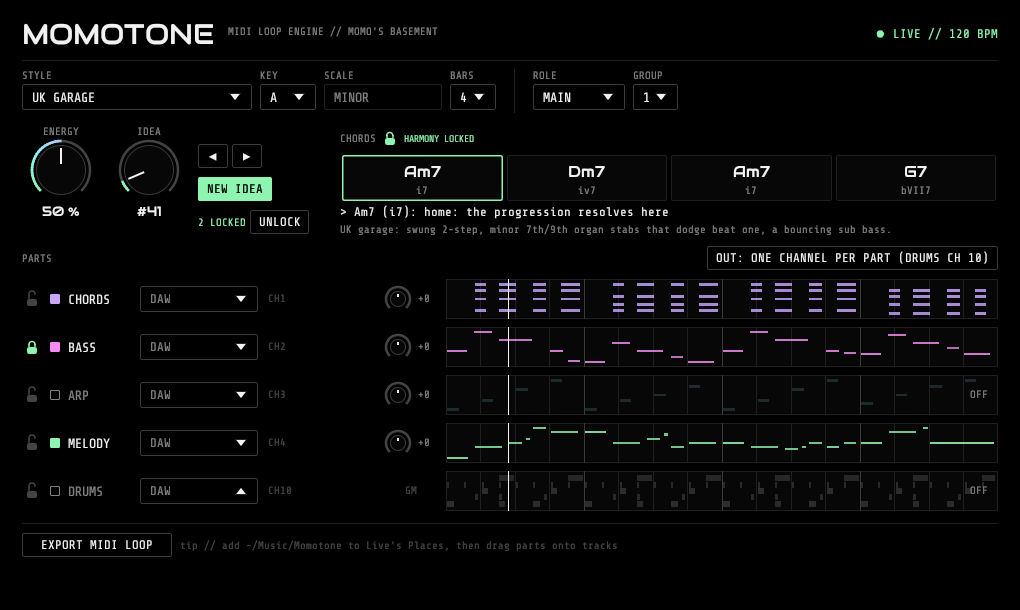 MOMOTONE
MIDI LOOP ENGINE // MOMO'S BASEMENT
LIVE // 120 BPM
STYLE KEY SCALE BARS ROLE GROUP
UK GARAGE A MINOR 4 MAIN 1
ENERGY IDEA
50 % #41
NEW IDEA
2 LOCKED UNLOCK
CHORDS HARMONY LOCKED
Am7 Dm7 Am7 G7
i7 iv7 i7 bVII7
> Am7 (i7): home: the progression resolves here
UK garage: swung 2-step, minor 7th/9th organ stabs that dodge beat one, a bouncing sub bass.
PARTS
OUT: ONE CHANNEL PER PART (DRUMS CH 10)
CHORDS DAW CH1 +0
BASS DAW CH2 +0
ARP DAW CH3 +0 OFF
MELODY DAW CH4 +0
DRUMS DAW CH10 GM OFF
EXPORT MIDI LOOP
tip // add ~/Music/Momotone to Live's Places, then drag parts onto tracks